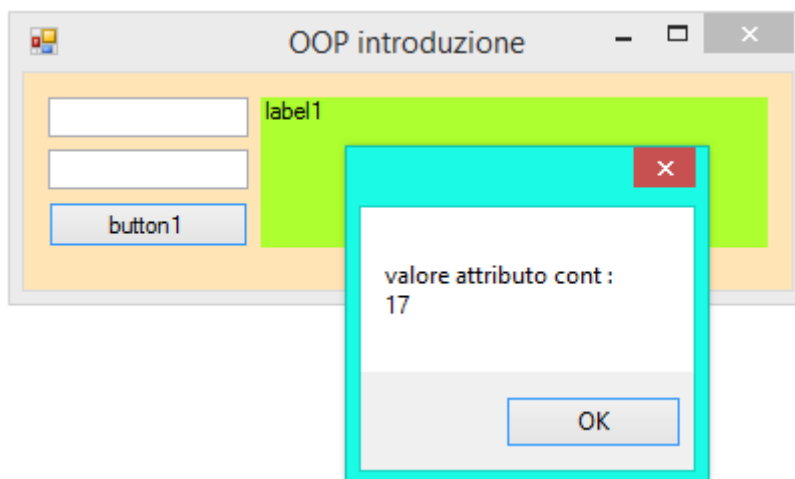 OOP introduzione
label1
button1
valore attributo cont :
17
OK